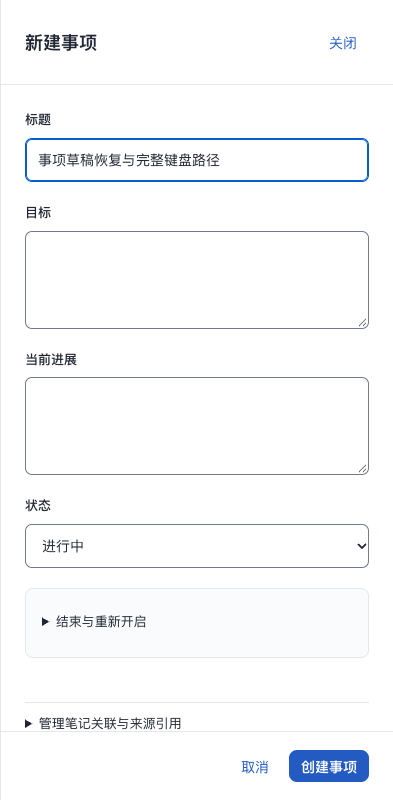 新建事项
关闭
标题
事项草稿恢复与完整键盘路径
目标
当前进展
状态
进行中
结束与重新开启
管理笔记关联与来源引用
取消
创建事项